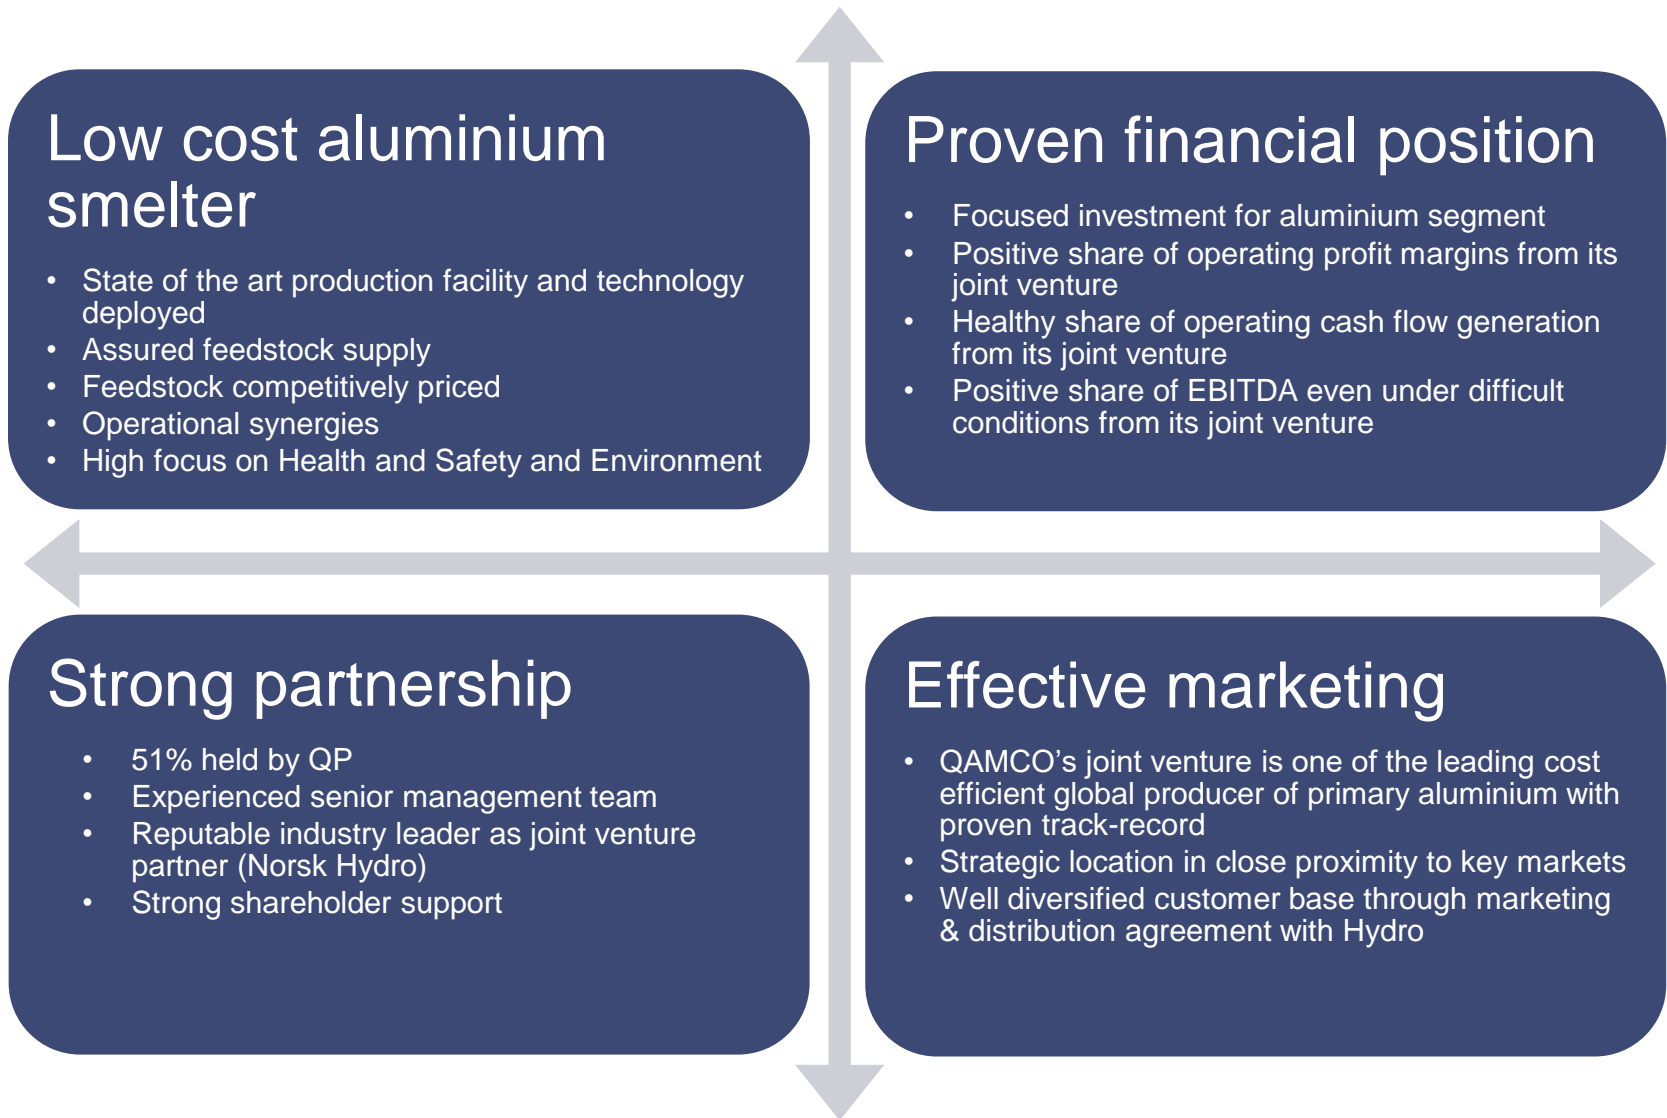 Low cost aluminium
smelter
• State of the art production facility and technology
deployed
• Assured feedstock supply
• Feedstock competitively priced
• Operational synergies
• High focus on Health and Safety and Environment
Proven financial position
• Focused investment for aluminium segment
• Positive share of operating profit margins from its
joint venture
• Healthy share of operating cash flow generation
from its joint venture
• Positive share of EBITDA even under difficult
conditions from its joint venture
Strong partnership
• 51% held by QP
• Experienced senior management team
• Reputable industry leader as joint venture
partner (Norsk Hydro)
• Strong shareholder support
Effective marketing
• QAMCO’s joint venture is one of the leading cost
efficient global producer of primary aluminium with
proven track-record
• Strategic location in close proximity to key markets
• Well diversified customer base through marketing
& distribution agreement with Hydro